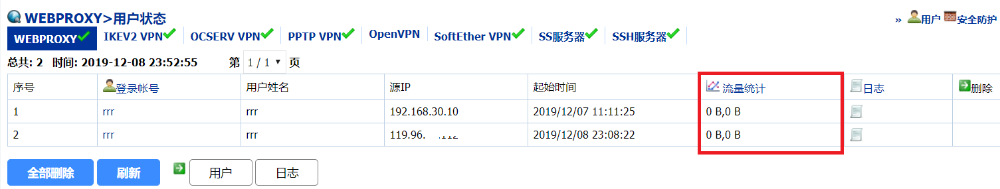 WEBPROXY>用户状态
» 用户 安全防护
WEBPROXY IKEV2 VPN OCSERV VPN PPTP VPN OpenVPN SoftEther VPN SS服务器 SSH服务器
总共: 2 时间: 2019-12-08 23:52:55 第 1 / 1 页
序号 登录帐号 用户姓名 源IP 起始时间 流量统计 日志 删除
1 rrr rrr 192.168.30.10 2019/12/07 11:11:25 0 B,0 B
2 rrr rrr 119.96. 2019/12/08 23:08:22 0 B,0 B
全部删除 刷新 用户 日志